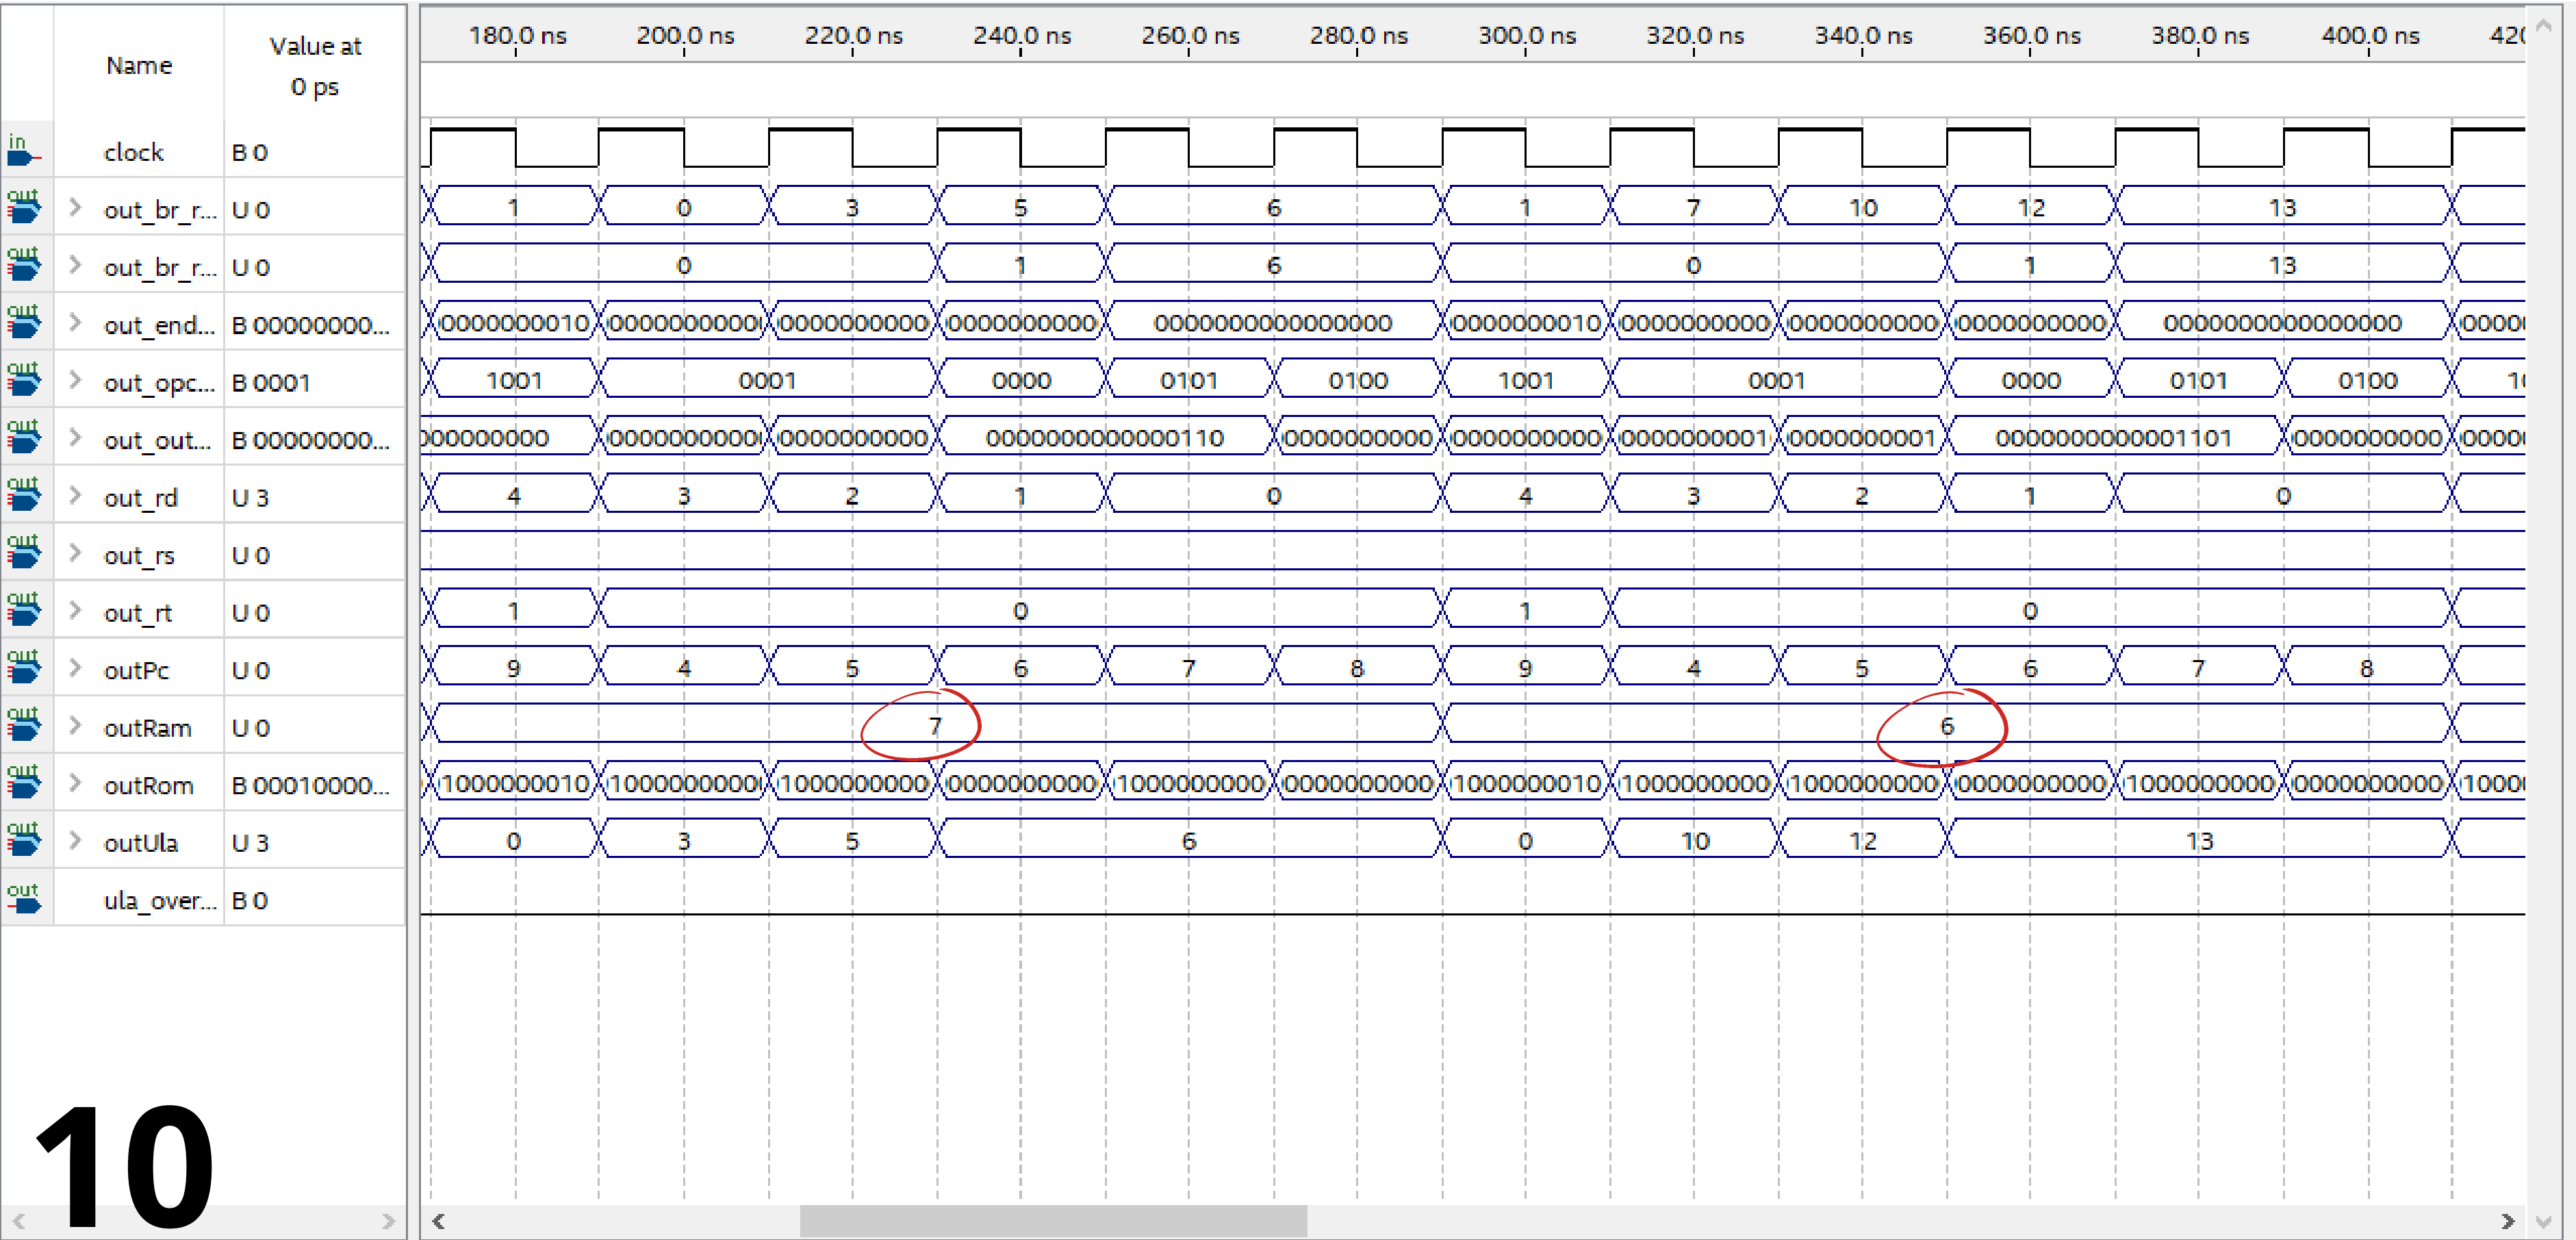 Name Value at 0 ps
180.0 ns 200.0 ns 220.0 ns 240.0 ns 260.0 ns 280.0 ns 300.0 ns 320.0 ns 340.0 ns 360.0 ns 380.0 ns 400.0 ns 420
in clock B 0
out out_br_r... U 0 1 0 3 5 6 1 7 10 12 13
out out_br_r... U 0 0 1 6 0 1 13
out out_end... B 00000000... 0000000010 0000000000 0000000000 0000000000 0000000000000000 0000000010 0000000000 0000000000 0000000000 0000000000000000 0000
out out_opc... B 0001 1001 0001 0000 0101 0100 1001 0001 0000 0101 0100 10
out out_out... B 00000000... 000000000 0000000000 0000000000 0000000000000110 0000000000 0000000000 0000000001 0000000001 0000000000001101 0000000000 0000
out out_rd U 3 4 3 2 1 0 4 3 2 1 0
out out_rs U 0
out out_rt U 0 1 0 1 0
out outPc U 0 9 4 5 6 7 8 9 4 5 6 7 8
out outRam U 0 7 6
out outRom B 00010000... 1000000010 1000000000 1000000000 0000000000 1000000000 0000000000 1000000010 1000000000 1000000000 0000000000 1000000000 0000000000 1000
out outUla U 3 0 3 5 6 0 10 12 13
out ula_over... B 0
10